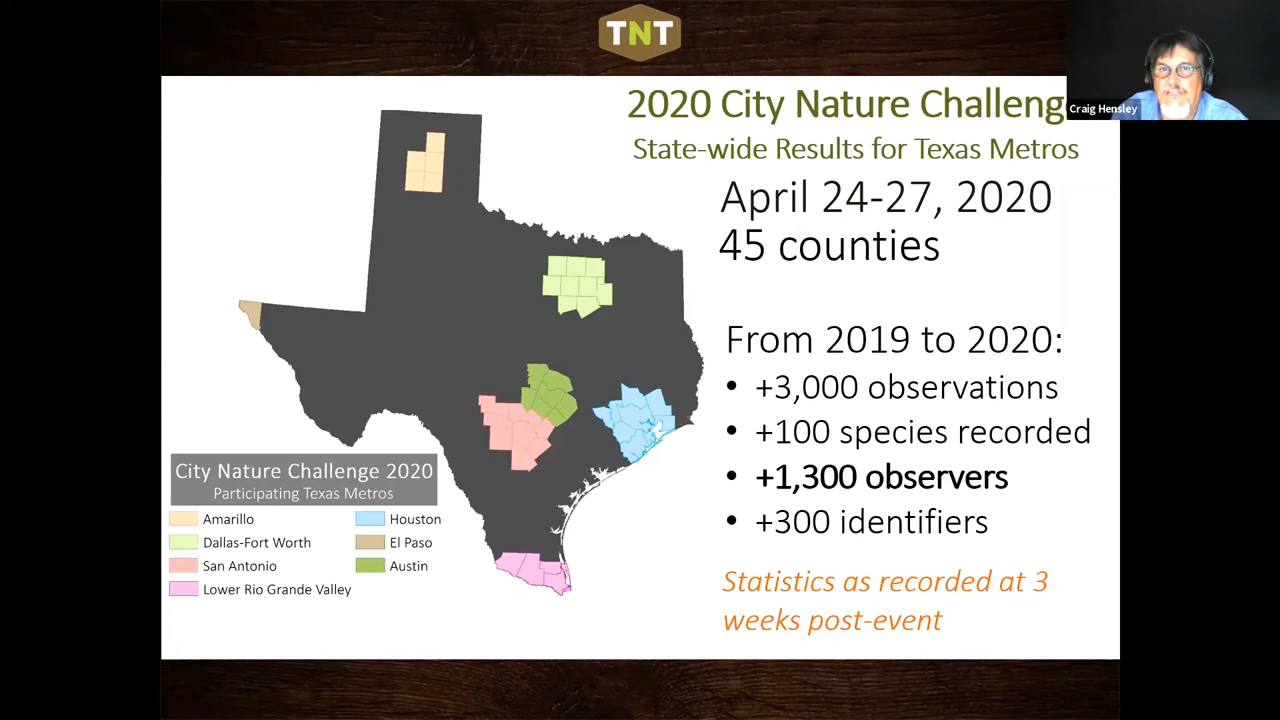 TNT
Craig Hensley
2020 City Nature Challeng
State-wide Results for Texas Metros
April 24-27, 2020
45 counties
From 2019 to 2020:
• +3,000 observations
• +100 species recorded
• +1,300 observers
• +300 identifiers
Statistics as recorded at 3
weeks post-event
City Nature Challenge 2020
Participating Texas Metros
Amarillo
Dallas-Fort Worth
San Antonio
Lower Rio Grande Valley
Houston
El Paso
Austin